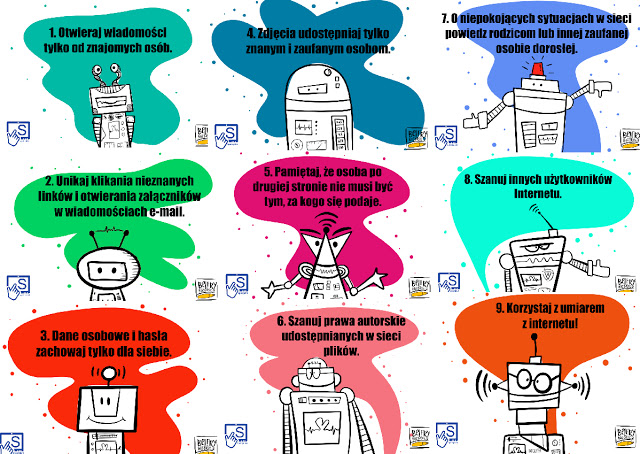 1. Otwieraj wiadomości
tylko od znajomych osób.
S
2. Unikaj klikania nieznanych
linków i otwierania załączników
w wiadomościach e-mail.
S
3. Dane osobowe i hasła
zachowaj tylko dla siebie.
S
4. Zdjęcia udostępniaj tylko
znanym i zaufanym osobom.
S
5. Pamiętaj, że osoba po
drugiej stronie nie musi być
tym, za kogo się podaje.
S
6. Szanuj prawa autorskie
udostępnianych w sieci
plików.
S
7. O niepokojących sytuacjach w sieci
powiedz rodzicom lub innej zaufanej
osobie dorosłej.
S
8. Szanuj innych użytkowników
Internetu.
S
9. Korzystaj z umiarem
z internetu!
S